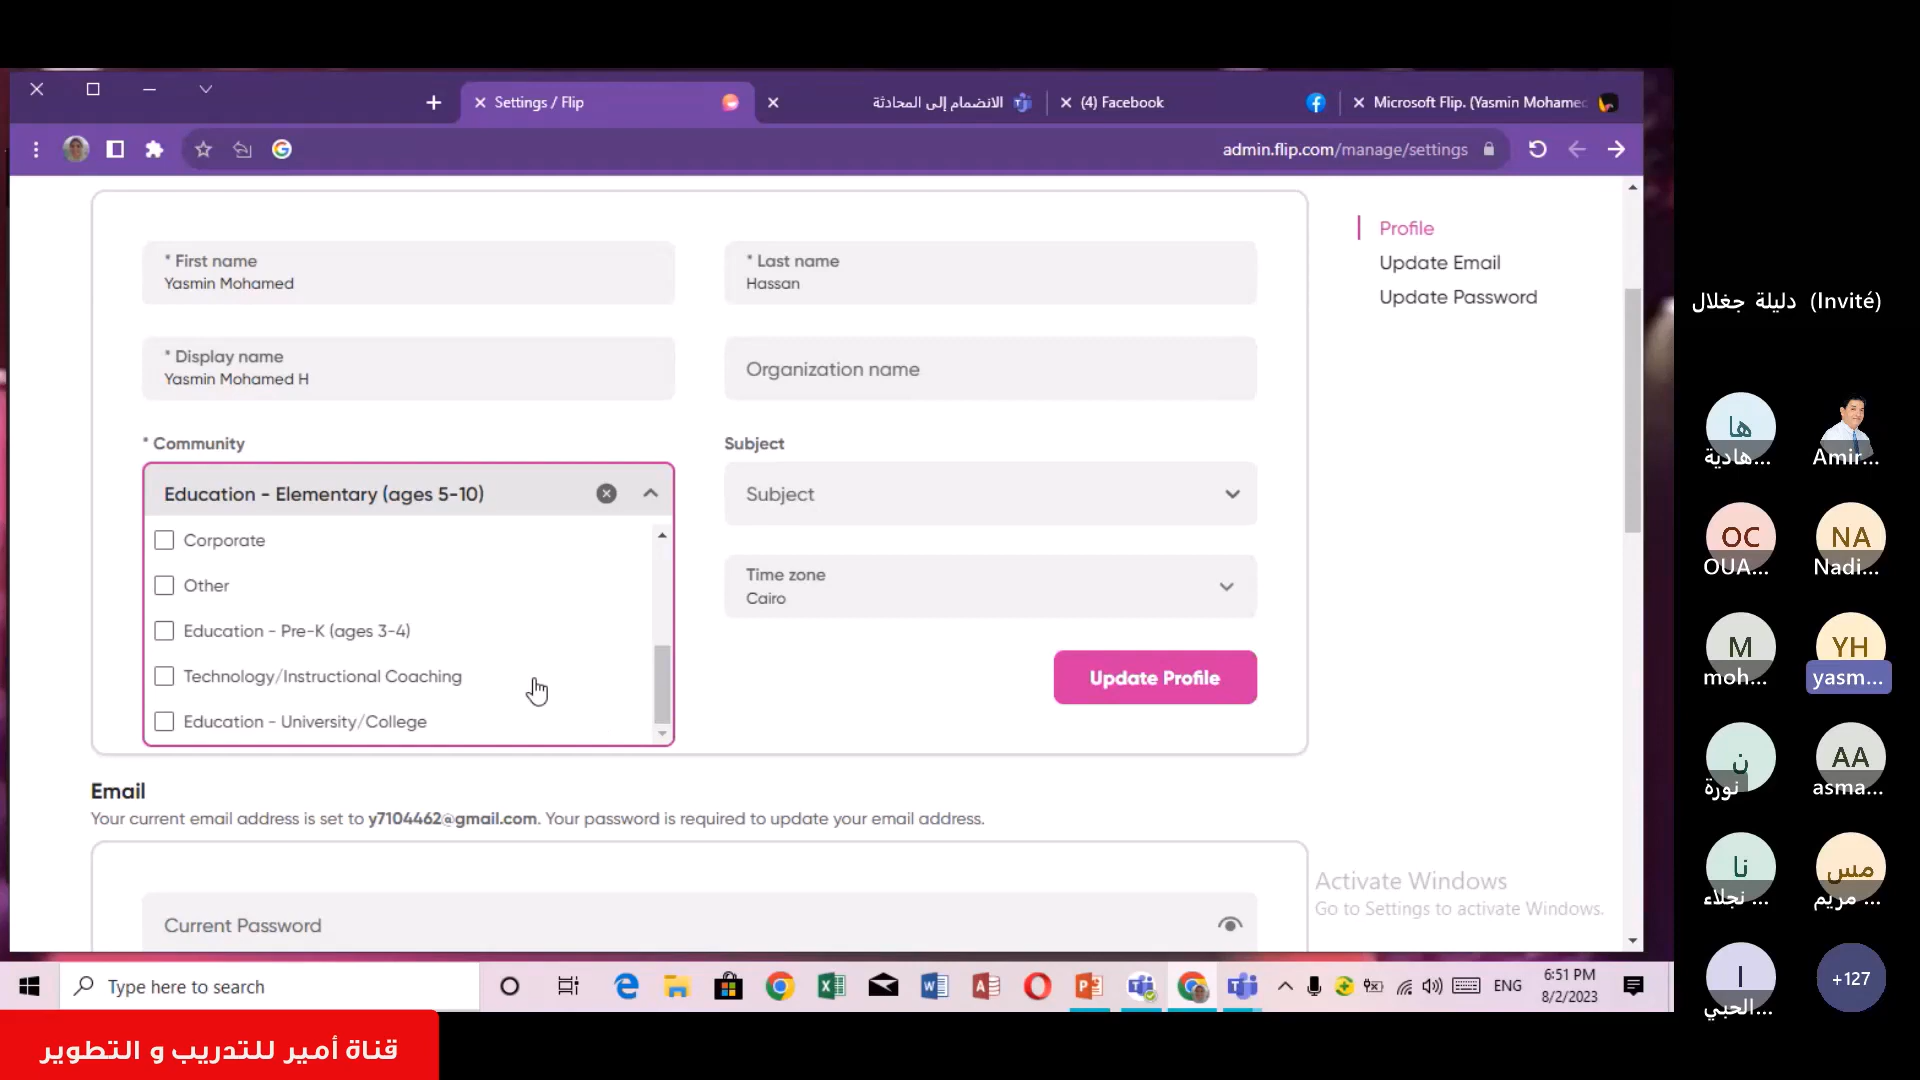 Settings / Flip
الانضمام إلى المحادثة
(4) Facebook
Microsoft Flip. (Yasmin Mohamed
admin.flip.com/manage/settings
* First name
Yasmin Mohamed
* Last name
Hassan
* Display name
Yasmin Mohamed H
Organization name
* Community
Education - Elementary (ages 5-10)
Corporate
Other
Education - Pre-K (ages 3-4)
Technology/Instructional Coaching
Education - University/College
Subject
Subject
Time zone
Cairo
Update Profile
Profile
Update Email
Update Password
Email
Your current email address is set to y7104462@gmail.com. Your password is required to update your email address.
Current Password
Activate Windows
Go to Settings to activate Windows.
Type here to search
ENG
6:51 PM
8/2/2023
دليلة جغلال (Invité)
ها
هادية...
Amir...
OC
OUA...
NA
Nadi...
M
moh...
YH
yasm...
ن
نورة
AA
asma...
نا
نجلاء ...
مس
مريم ...
ا
الحبي...
+127
قناة أمير للتدريب و التطوير